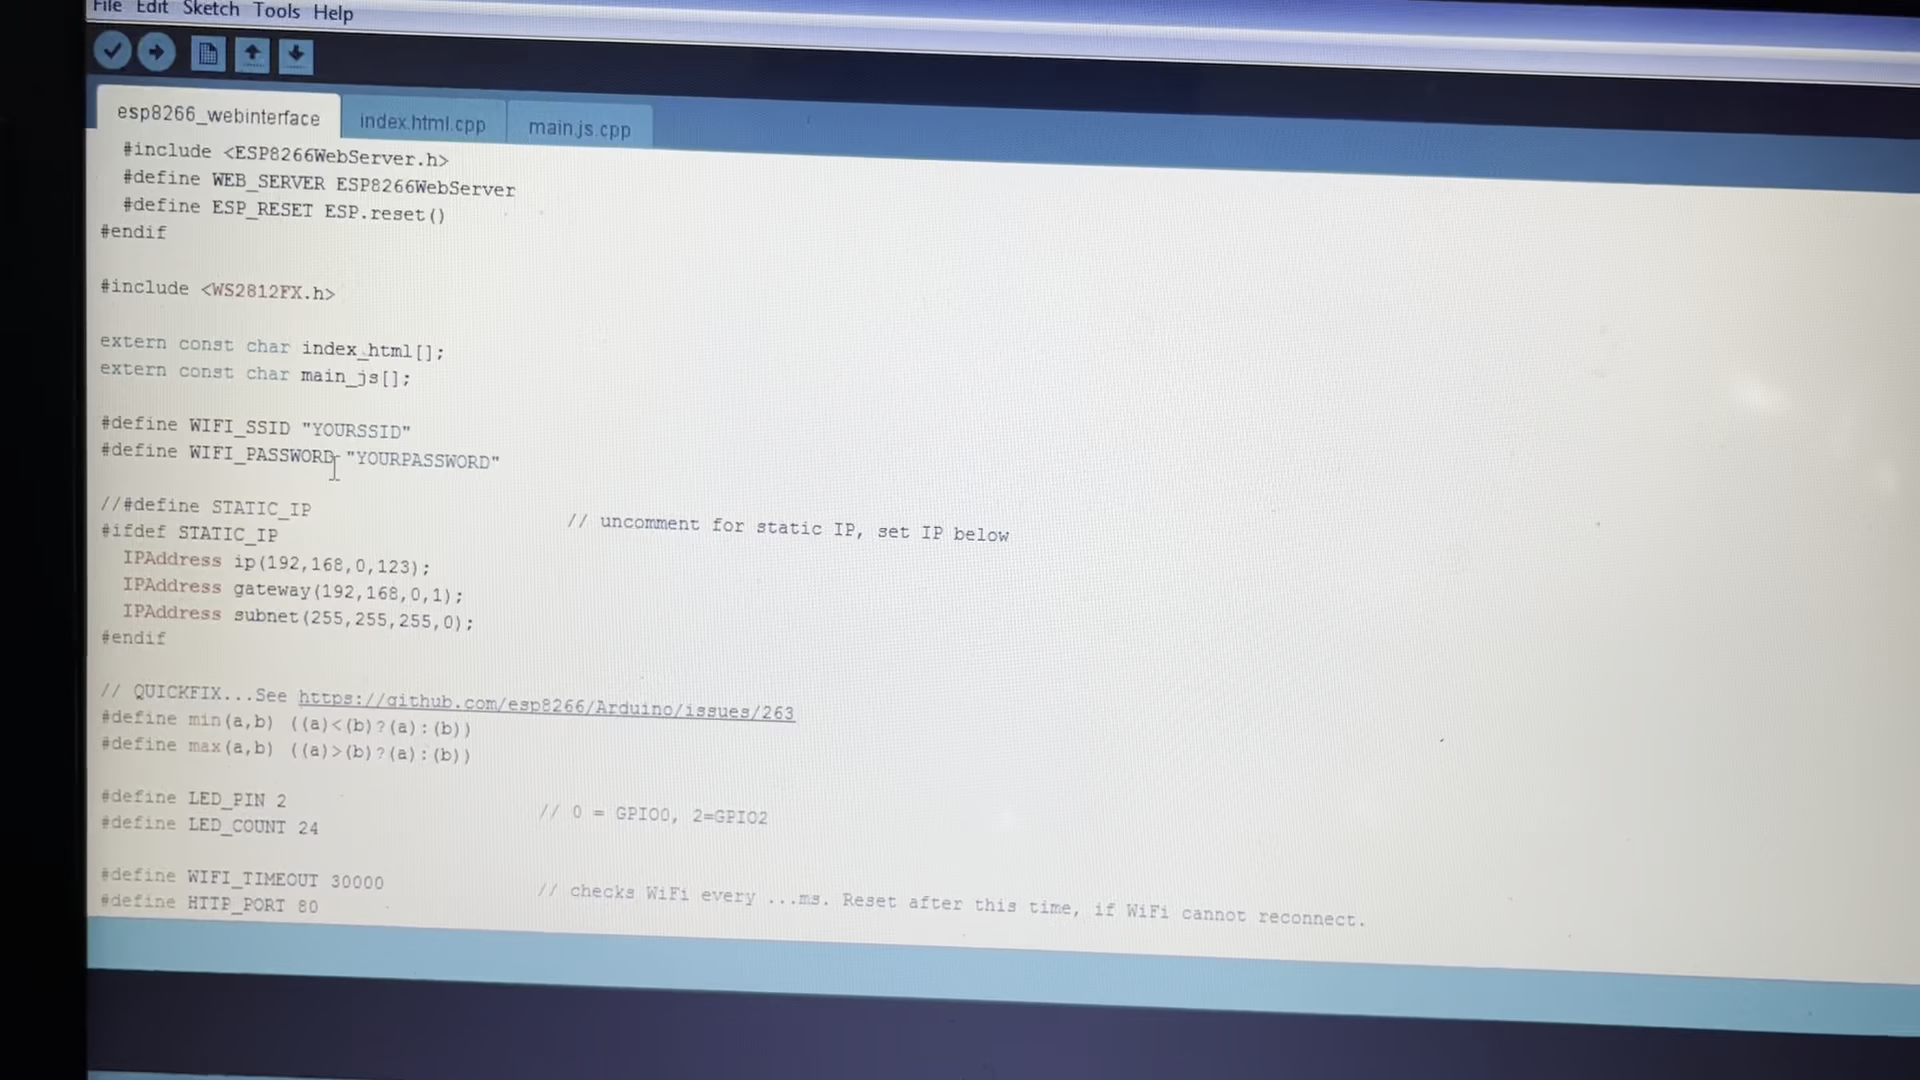 File Edit Sketch Tools Help
esp8266_webinterface index.html.cpp main.js.cpp
#include <ESP8266WebServer.h>
#define WEB_SERVER ESP8266WebServer
#define ESP_RESET ESP.reset()
#endif
#include <WS2812FX.h>
extern const char index_html[];
extern const char main_js[];
#define WIFI_SSID "YOURSSID"
#define WIFI_PASSWORD "YOURPASSWORD"
//#define STATIC_IP // uncomment for static IP, set IP below
#ifdef STATIC_IP
IPAddress ip(192,168,0,123);
IPAddress gateway(192,168,0,1);
IPAddress subnet(255,255,255,0);
#endif
// QUICKFIX...See https://github.com/esp8266/Arduino/issues/263
#define min(a,b) ((a)<(b)?(a):(b))
#define max(a,b) ((a)>(b)?(a):(b))
#define LED_PIN 2 // 0 = GPIO0, 2=GPIO2
#define LED_COUNT 24
#define WIFI_TIMEOUT 30000 // checks WiFi every ...ms. Reset after this time, if WiFi cannot reconnect.
#define HTTP_PORT 80